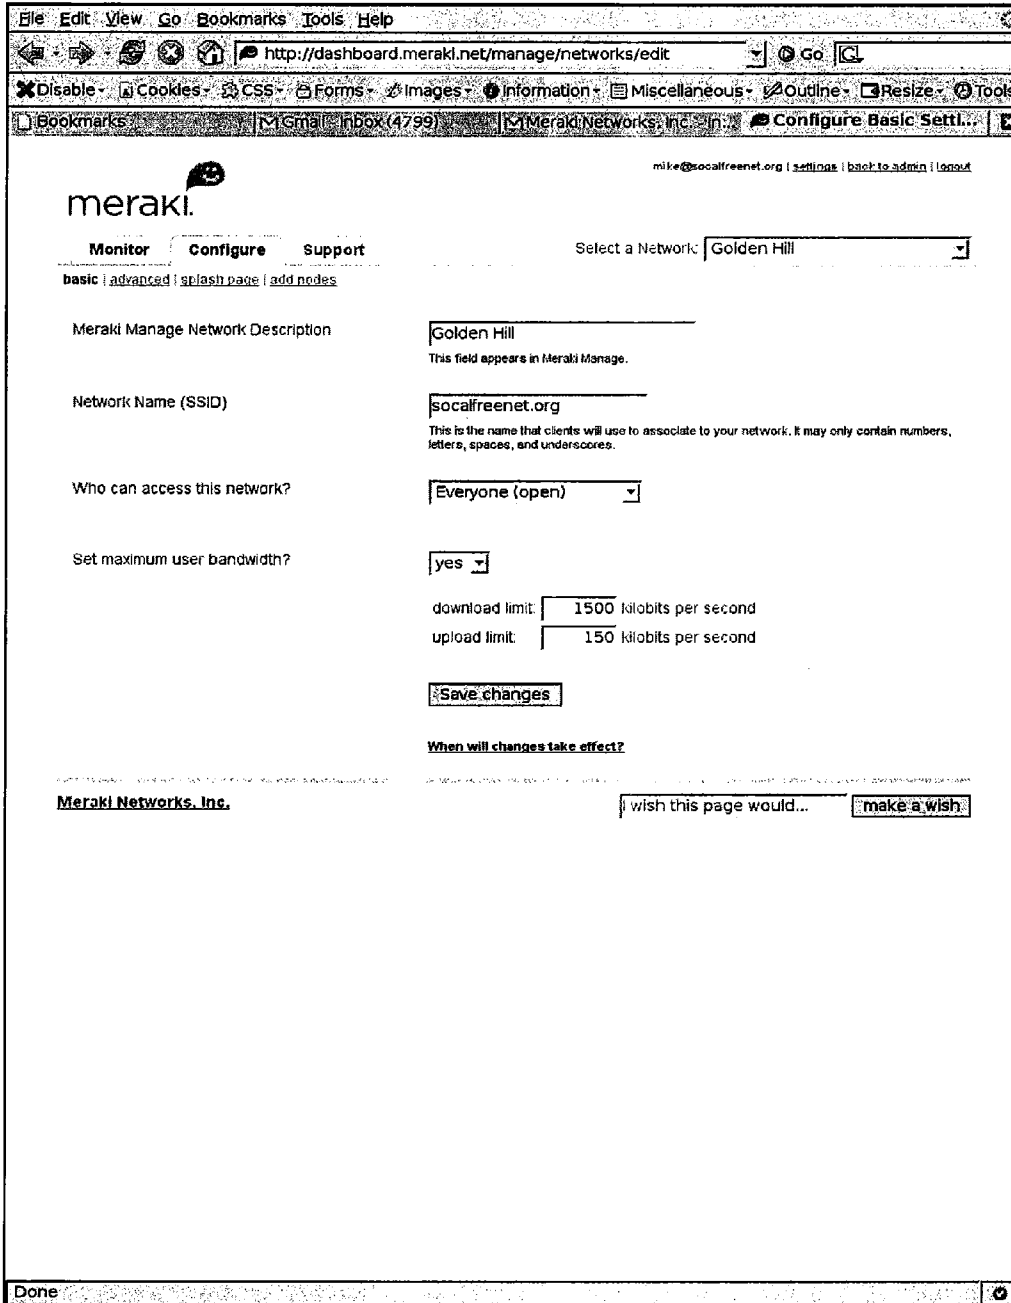 File Edit View Go Bookmarks Tools Help
http://dashboard.meraki.net/manage/networks/edit Go
Disable Cookies CSS Forms Images Information Miscellaneous Outline Resize Tools
Bookmarks Gmail - Inbox (4799) Meraki Networks, Inc. - In... Configure Basic Setti...
mike@socalfreenet.org | settings | back to admin | logout
meraki.
Monitor Configure Support Select a Network: Golden Hill
basic | advanced | splash page | add nodes
Meraki Manage Network Description Golden Hill
This field appears in Meraki Manage.
Network Name (SSID) socalfreenet.org
This is the name that clients will use to associate to your network. It may only contain numbers,
letters, spaces, and underscores.
Who can access this network? Everyone (open)
Set maximum user bandwidth? yes
download limit: 1500 kilobits per second
upload limit: 150 kilobits per second
Save changes
When will changes take effect?
Meraki Networks, Inc. I wish this page would... make a wish
Done